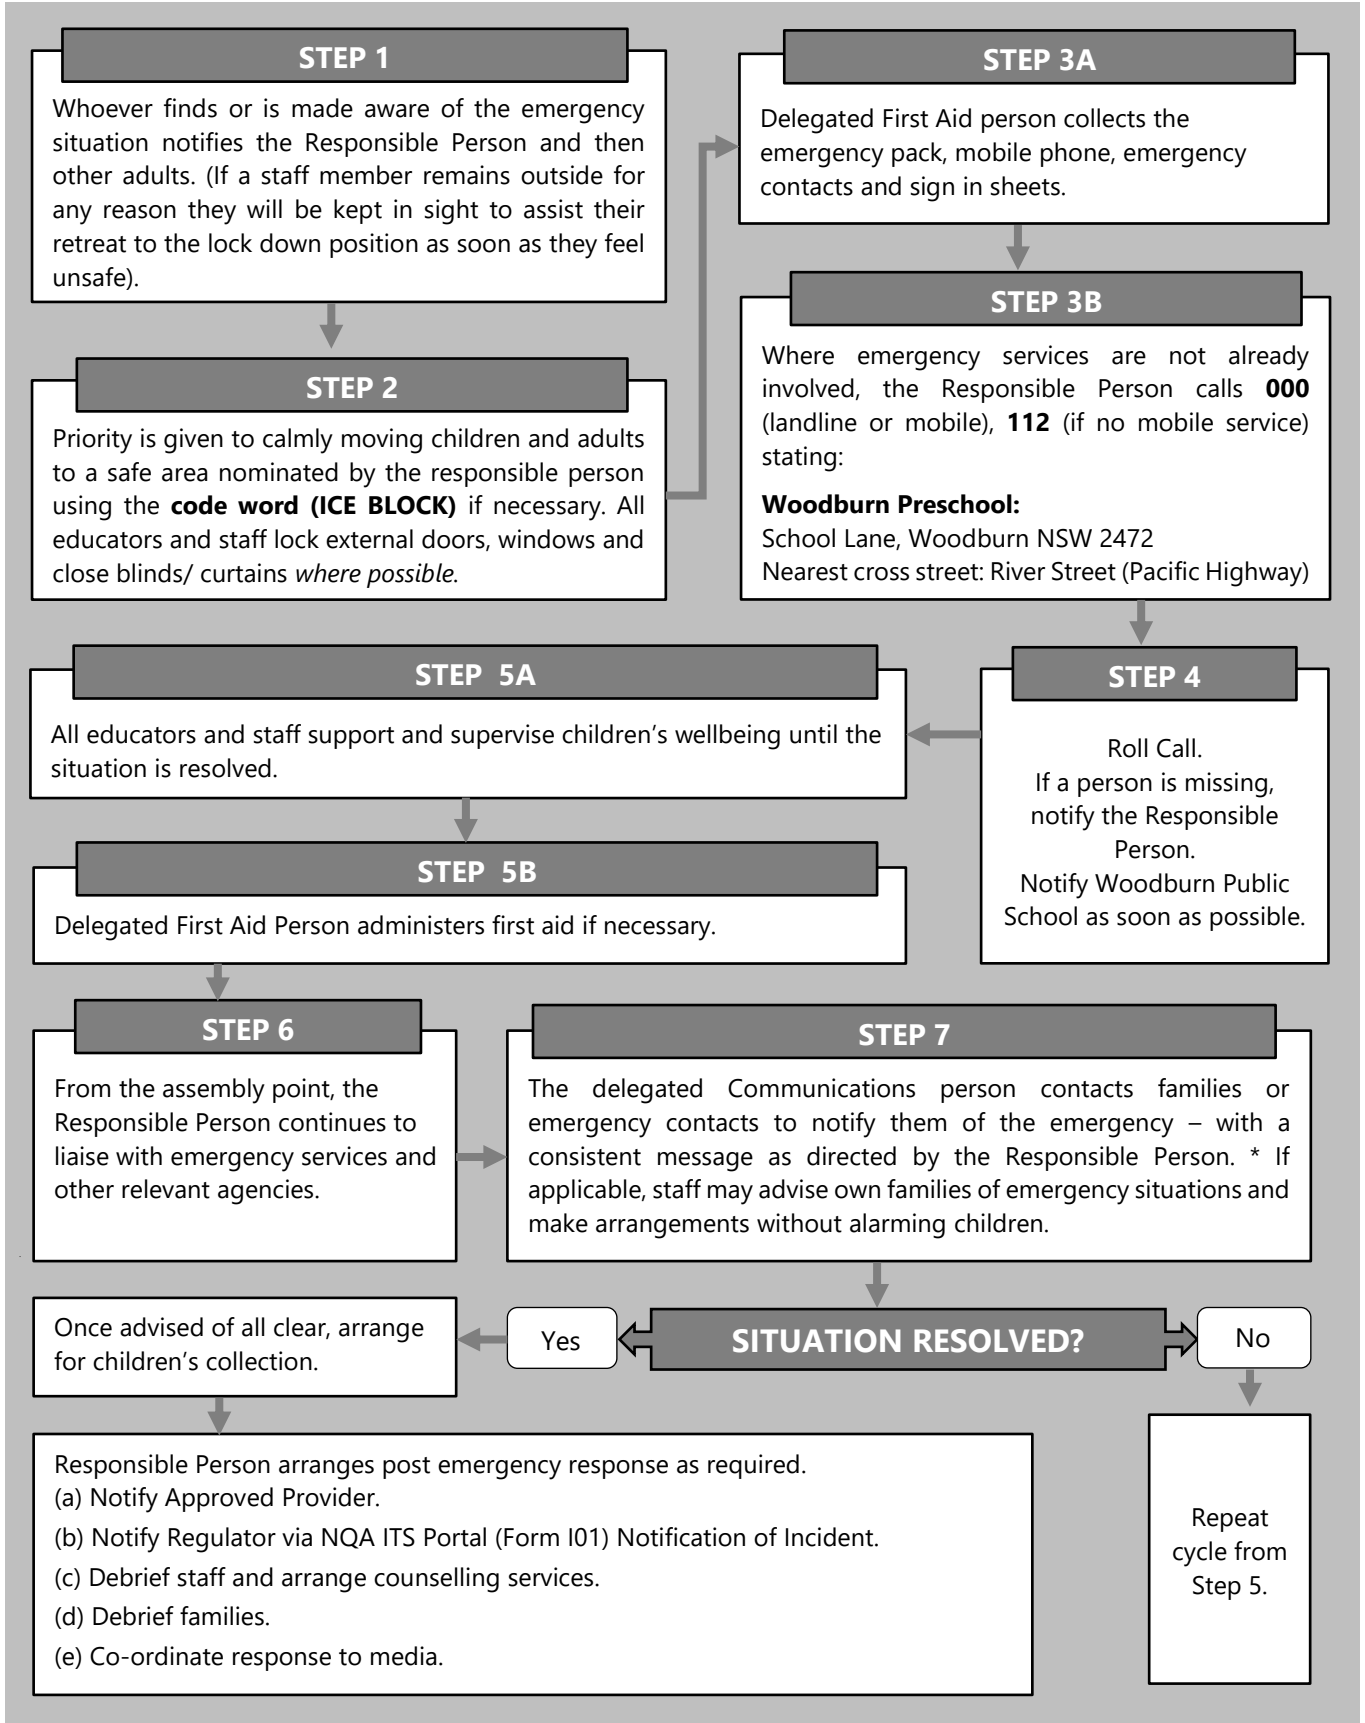 STEP 1
Whoever finds or is made aware of the emergency
situation notifies the Responsible Person and then
other adults. (If a staff member remains outside for
any reason they will be kept in sight to assist their
retreat to the lock down position as soon as they feel
unsafe).
STEP 2
Priority is given to calmly moving children and adults
to a safe area nominated by the responsible person
using the code word (ICE BLOCK) if necessary. All
educators and staff lock external doors, windows and
close blinds/ curtains where possible.
STEP 3A
Delegated First Aid person collects the
emergency pack, mobile phone, emergency
contacts and sign in sheets.
STEP 3B
Where emergency services are not already
involved, the Responsible Person calls 000
(landline or mobile), 112 (if no mobile service)
stating:
Woodburn Preschool:
School Lane, Woodburn NSW 2472
Nearest cross street: River Street (Pacific Highway)
STEP 4
Roll Call.
If a person is missing,
notify the Responsible
Person.
Notify Woodburn Public
School as soon as possible.
STEP 5A
All educators and staff support and supervise children’s wellbeing until the
situation is resolved.
STEP 5B
Delegated First Aid Person administers first aid if necessary.
STEP 6
From the assembly point, the
Responsible Person continues to
liaise with emergency services and
other relevant agencies.
STEP 7
The delegated Communications person contacts families or
emergency contacts to notify them of the emergency – with a
consistent message as directed by the Responsible Person. * If
applicable, staff may advise own families of emergency situations and
make arrangements without alarming children.
SITUATION RESOLVED?
Yes
Once advised of all clear, arrange
for children’s collection.
Responsible Person arranges post emergency response as required.
(a) Notify Approved Provider.
(b) Notify Regulator via NQA ITS Portal (Form I01) Notification of Incident.
(c) Debrief staff and arrange counselling services.
(d) Debrief families.
(e) Co-ordinate response to media.
No
Repeat
cycle from
Step 5.